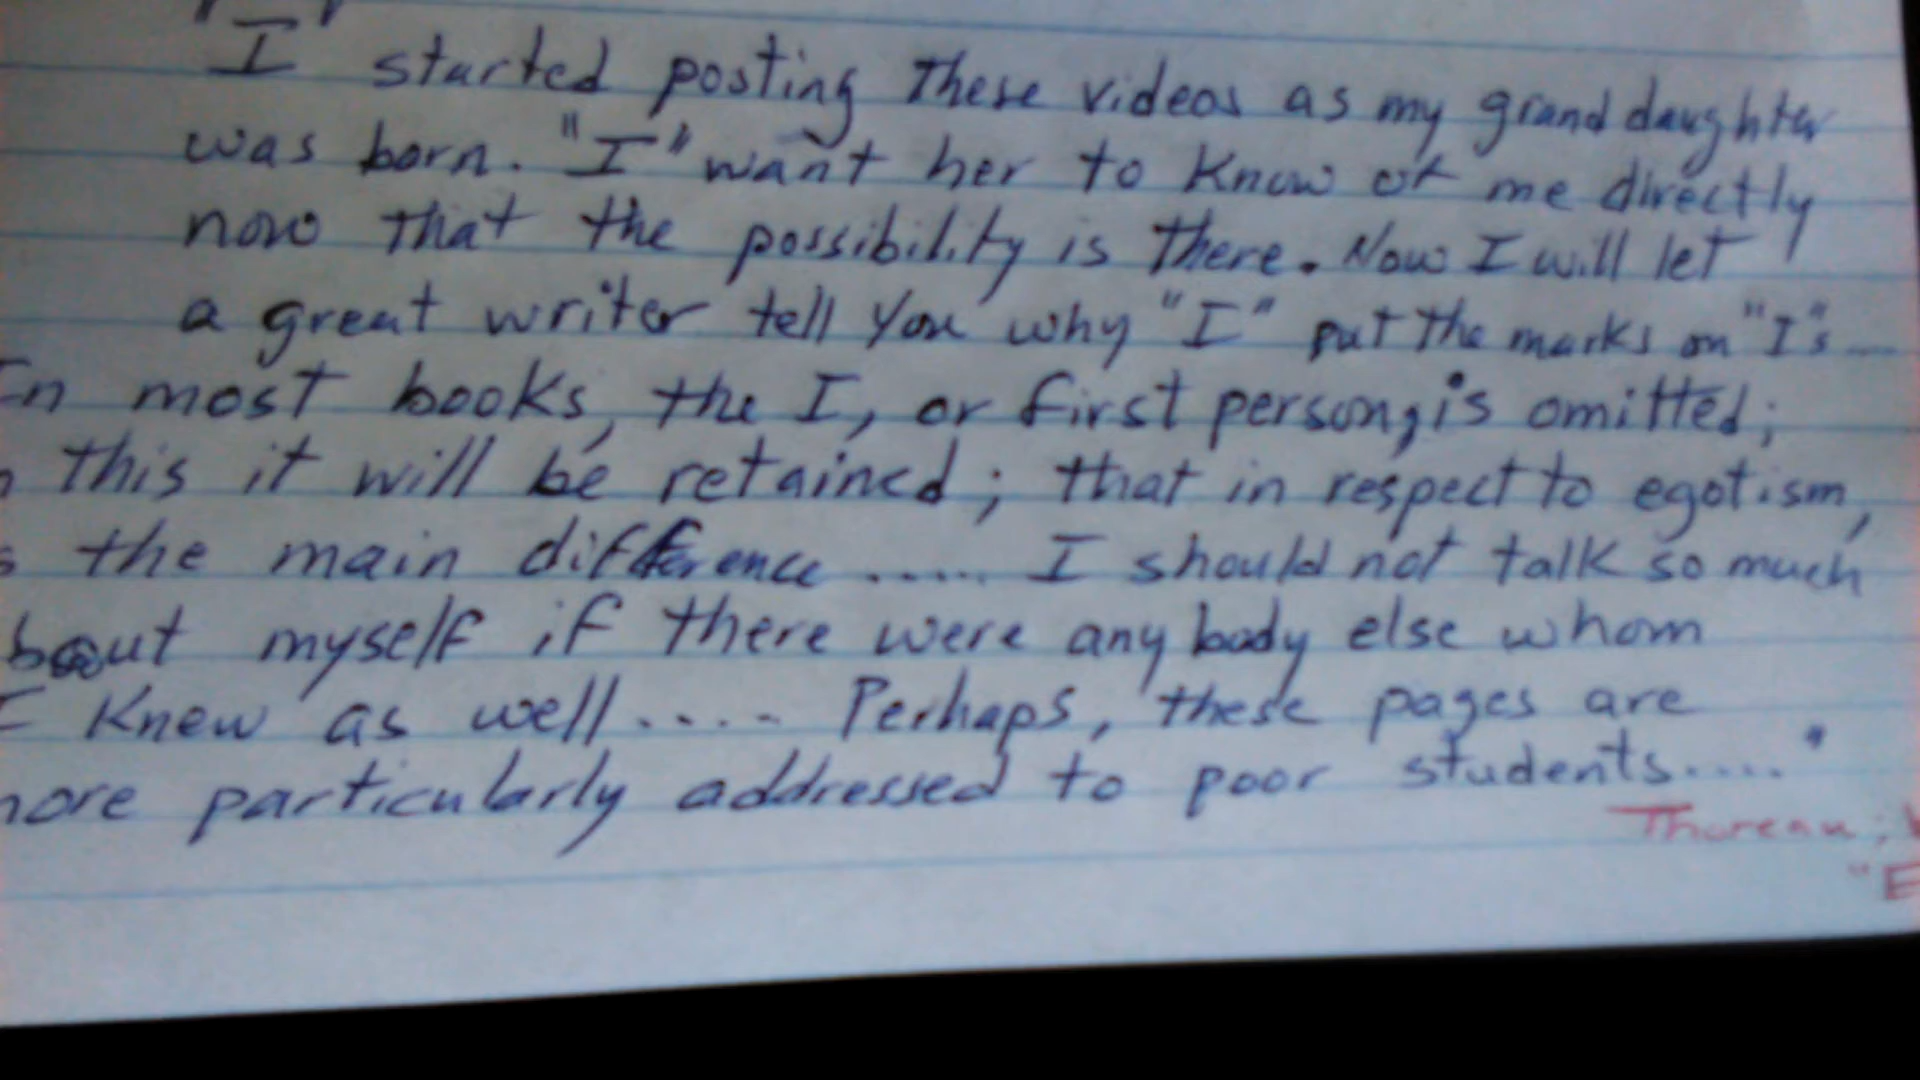 "I" started posting these videos as my granddaughter
was born. "I" want her to know of me directly
now that the possibility is there. Now I will let
a great writer tell you why "I" put the marks on "I"s
In most books, the I, or first person, is omitted;
this it will be retained; that in respect to egotism,
the main difference ..... I should not talk so much
bout myself if there were any body else whom
I knew as well..... Perhaps, these pages are
nore particularly addressed to poor students....."
Thoreau;
"E